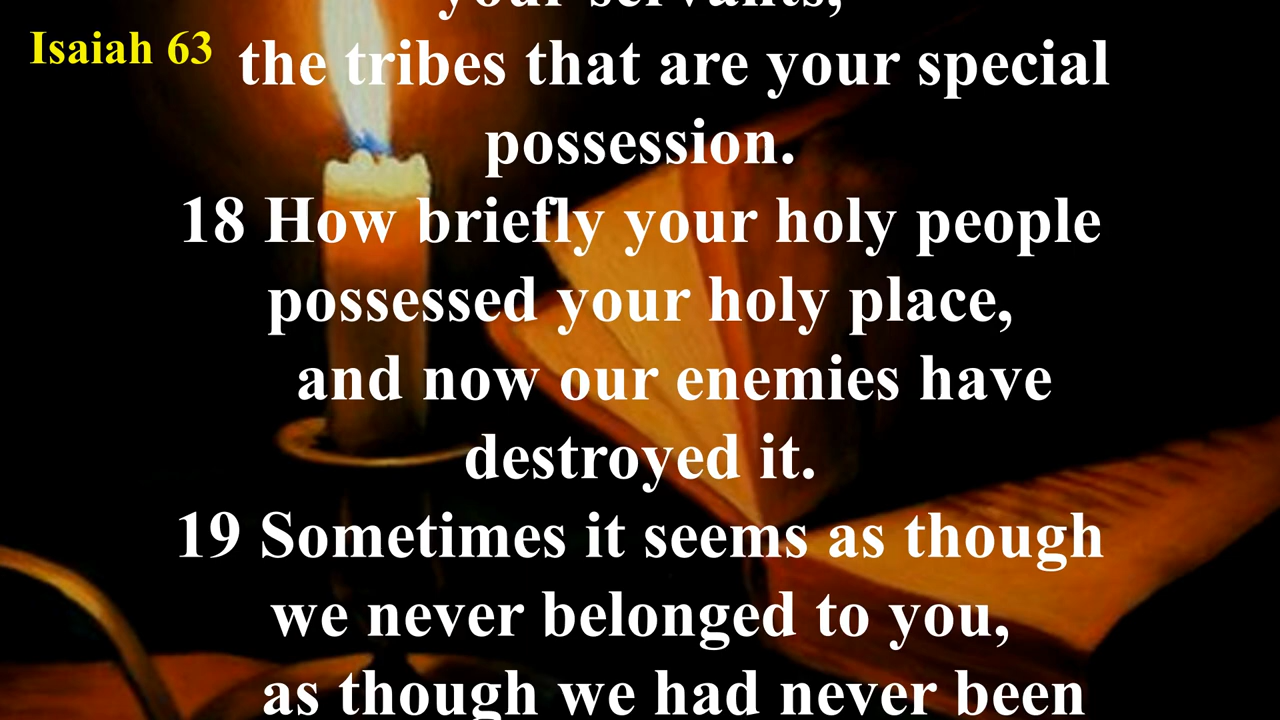 your servants,
Isaiah 63
the tribes that are your special
possession.
18 How briefly your holy people
possessed your holy place,
and now our enemies have
destroyed it.
19 Sometimes it seems as though
we never belonged to you,
as though we had never been